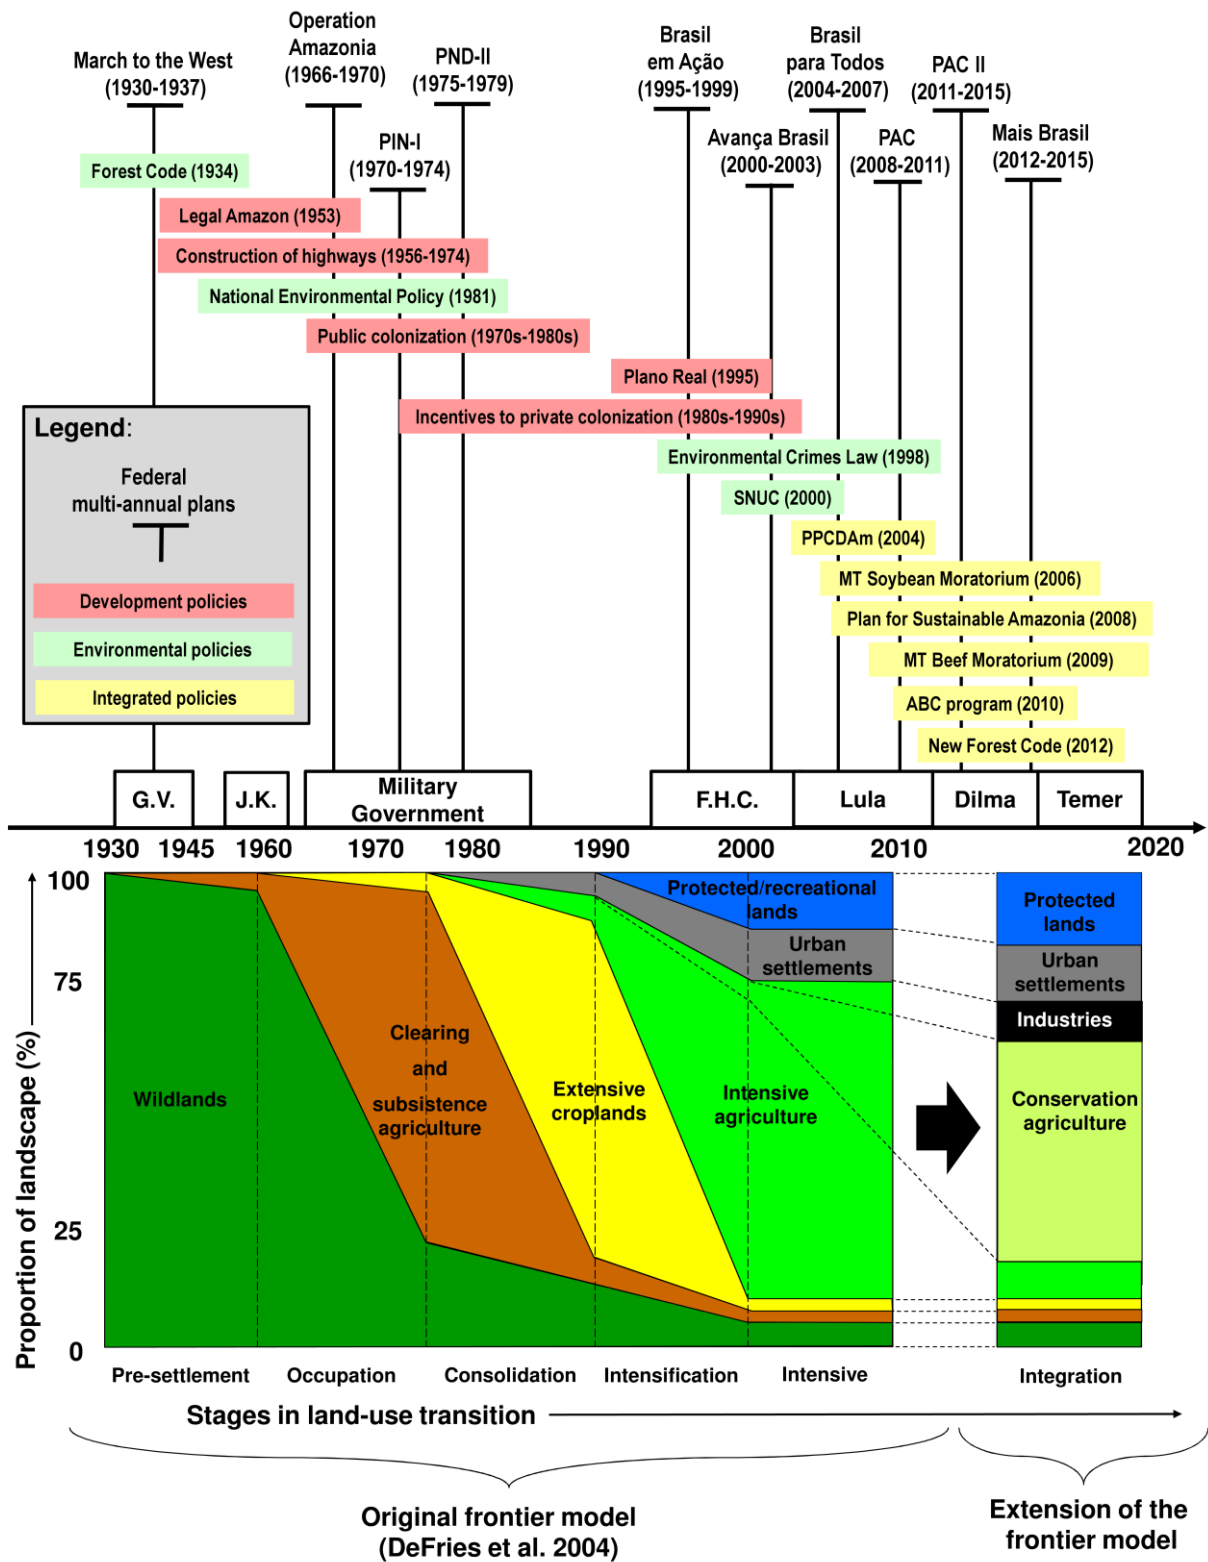 Operation
Amazonia
(1966-1970)
March to the West
(1930-1937)
PND-II
(1975-1979)
PIN-I
(1970-1974)
Brasil
em Ação
(1995-1999)
Brasil
para Todos
(2004-2007)
PAC II
(2011-2015)
Avança Brasil
(2000-2003)
PAC
(2008-2011)
Mais Brasil
(2012-2015)
Forest Code (1934)
Legal Amazon (1953)
Construction of highways (1956-1974)
National Environmental Policy (1981)
Public colonization (1970s-1980s)
Plano Real (1995)
Incentives to private colonization (1980s-1990s)
Environmental Crimes Law (1998)
SNUC (2000)
PPCDAm (2004)
MT Soybean Moratorium (2006)
Plan for Sustainable Amazonia (2008)
MT Beef Moratorium (2009)
ABC program (2010)
New Forest Code (2012)
Legend:
Federal
multi-annual plans
Development policies
Environmental policies
Integrated policies
G.V.
J.K.
Military
Government
F.H.C.
Lula
Dilma
Temer
1930 1945 1960 1970 1980 1990 2000 2010 2020
100
75
25
0
Proportion of landscape (%)
Wildlands
Clearing
and
subsistence
agriculture
Extensive
croplands
Intensive
agriculture
Protected/recreational
lands
Urban
settlements
Protected
lands
Urban
settlements
Industries
Conservation
agriculture
Pre-settlement Occupation Consolidation Intensification Intensive Integration
Stages in land-use transition
Original frontier model
(DeFries et al. 2004)
Extension of the
frontier model